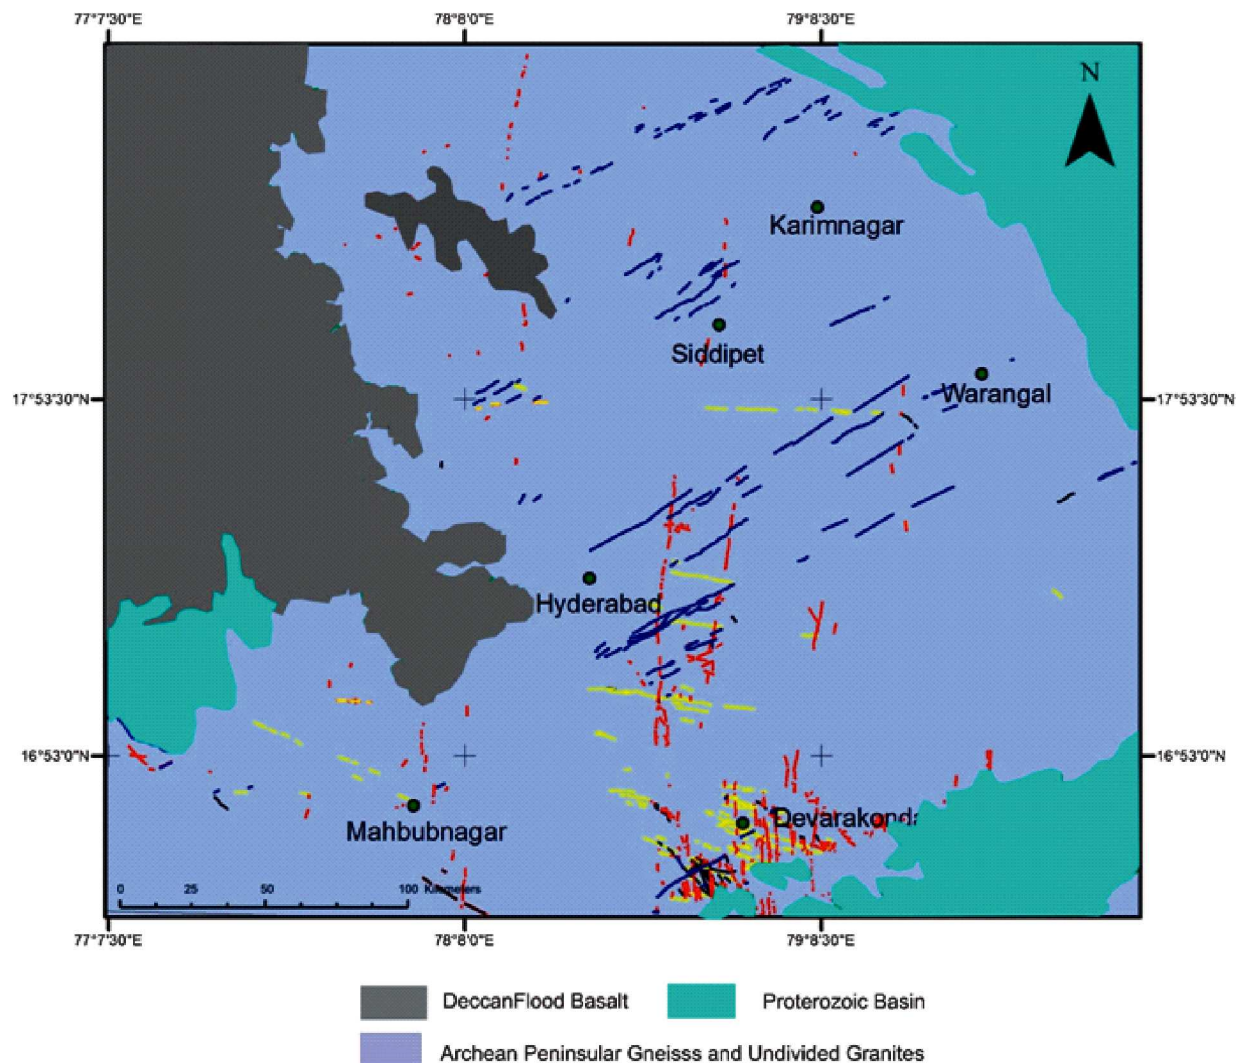 77°7'30"E 78°8'0"E 79°8'30"E
N
Karimnagar
Siddipet
17°53'30"N Warangal 17°53'30"N
Hyderabad
16°53'0"N 16°53'0"N
Devarakonda
Mahbubnagar
0 25 50 100 Kilometers
77°7'30"E 78°8'0"E 79°8'30"E
DeccanFlood Basalt Proterozoic Basin
Archean Peninsular Gneisss and Undivided Granites